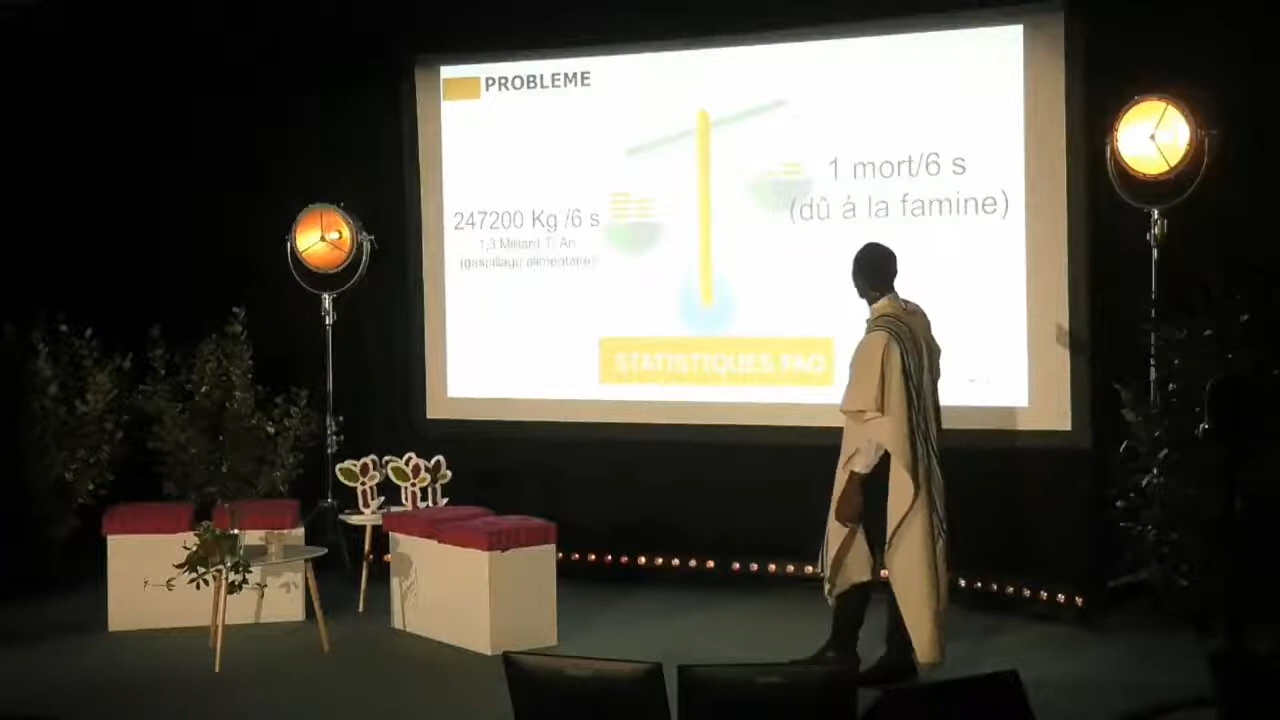 PROBLEME
1 mort/6 s
(dû à la famine)
247200 Kg /6 s
1,3 Milliard T/ An
(gaspillage alimentaire)
STATISTIQUES FAO